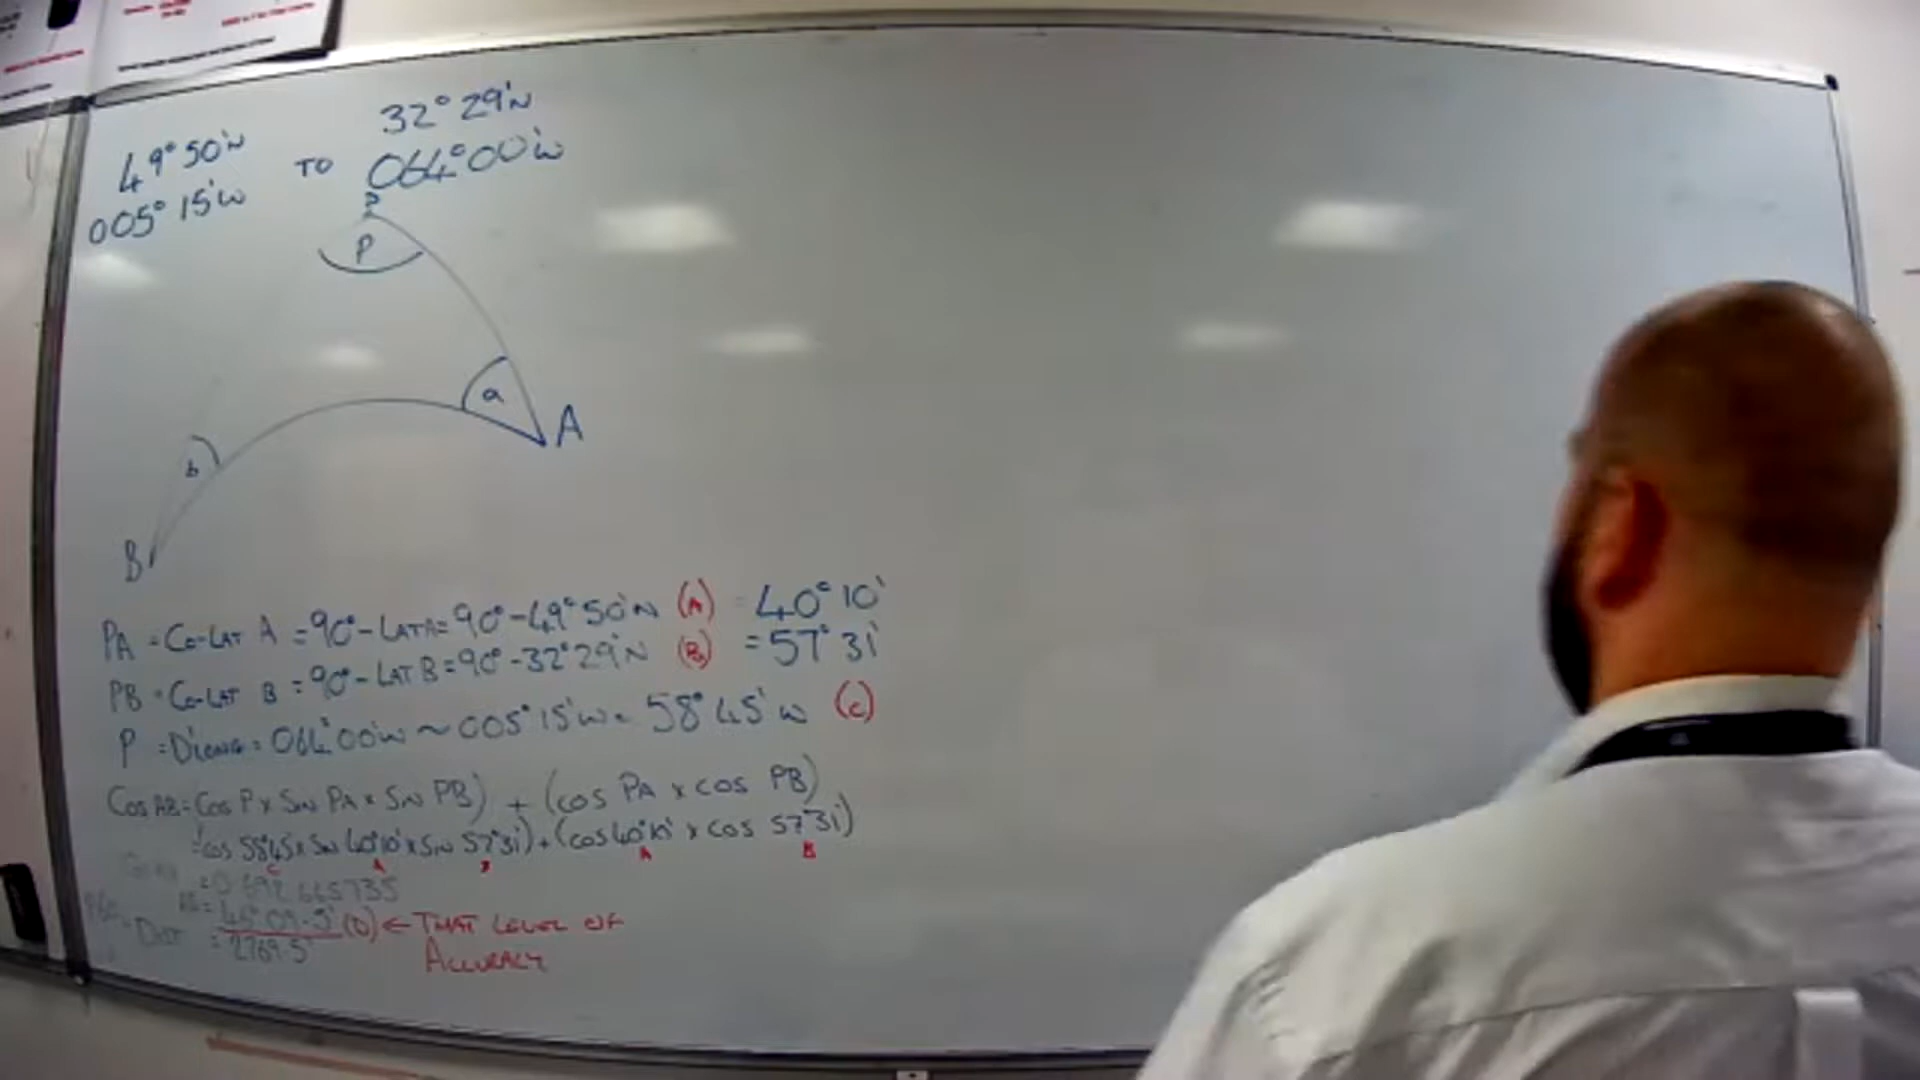 49°50'N
005°15'W
TO
32°29'N
064°00'W
P
P
a
A
b
B
PA = CO-LAT A = 90° - LAT A = 90° - 49°50'N (A) = 40°10'
PB = CO-LAT B = 90° - LAT B = 90° - 32°29'N (B) = 57°31'
P = D'LONG = 064°00'W ~ 005°15'W = 58°45'W (C)
COS AB = COS P x SIN PA x SIN PB) + (COS PA x COS PB)
(COS 58°45' x SIN 40°10' x SIN 57°31') + (COS 40°10' x COS 57°31')
C A B A B
= 0.692665735
AB = 46°09.5' (D) ← THAT LEVEL OF
DIST = 2769.5' ACCURACY